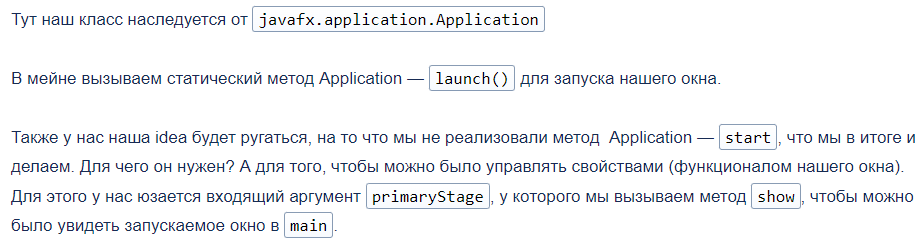 Тут наш класс наследуется от javafx.application.Application
В мейне вызываем статический метод Application — launch() для запуска нашего окна.
Также у нас наша idea будет ругаться, на то что мы не реализовали метод Application — start, что мы в итоге и
делаем. Для чего он нужен? А для того, чтобы можно было управлять свойствами (функционалом нашего окна).
Для этого у нас юзается входящий аргумент primaryStage, у которого мы вызываем метод show, чтобы можно
было увидеть запускаемое окно в main.